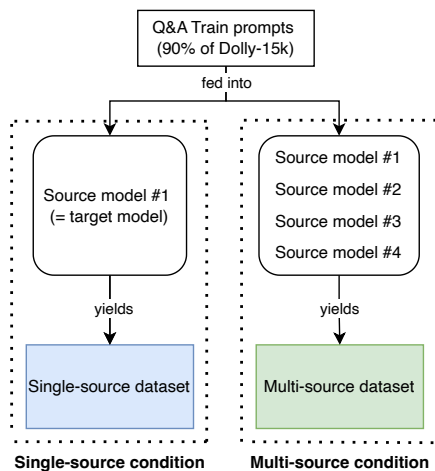 Q&A Train prompts
(90% of Dolly-15k)
fed into
Source model #1
(= target model)
yields
Single-source dataset
Single-source condition
Source model #1
Source model #2
Source model #3
Source model #4
yields
Multi-source dataset
Multi-source condition